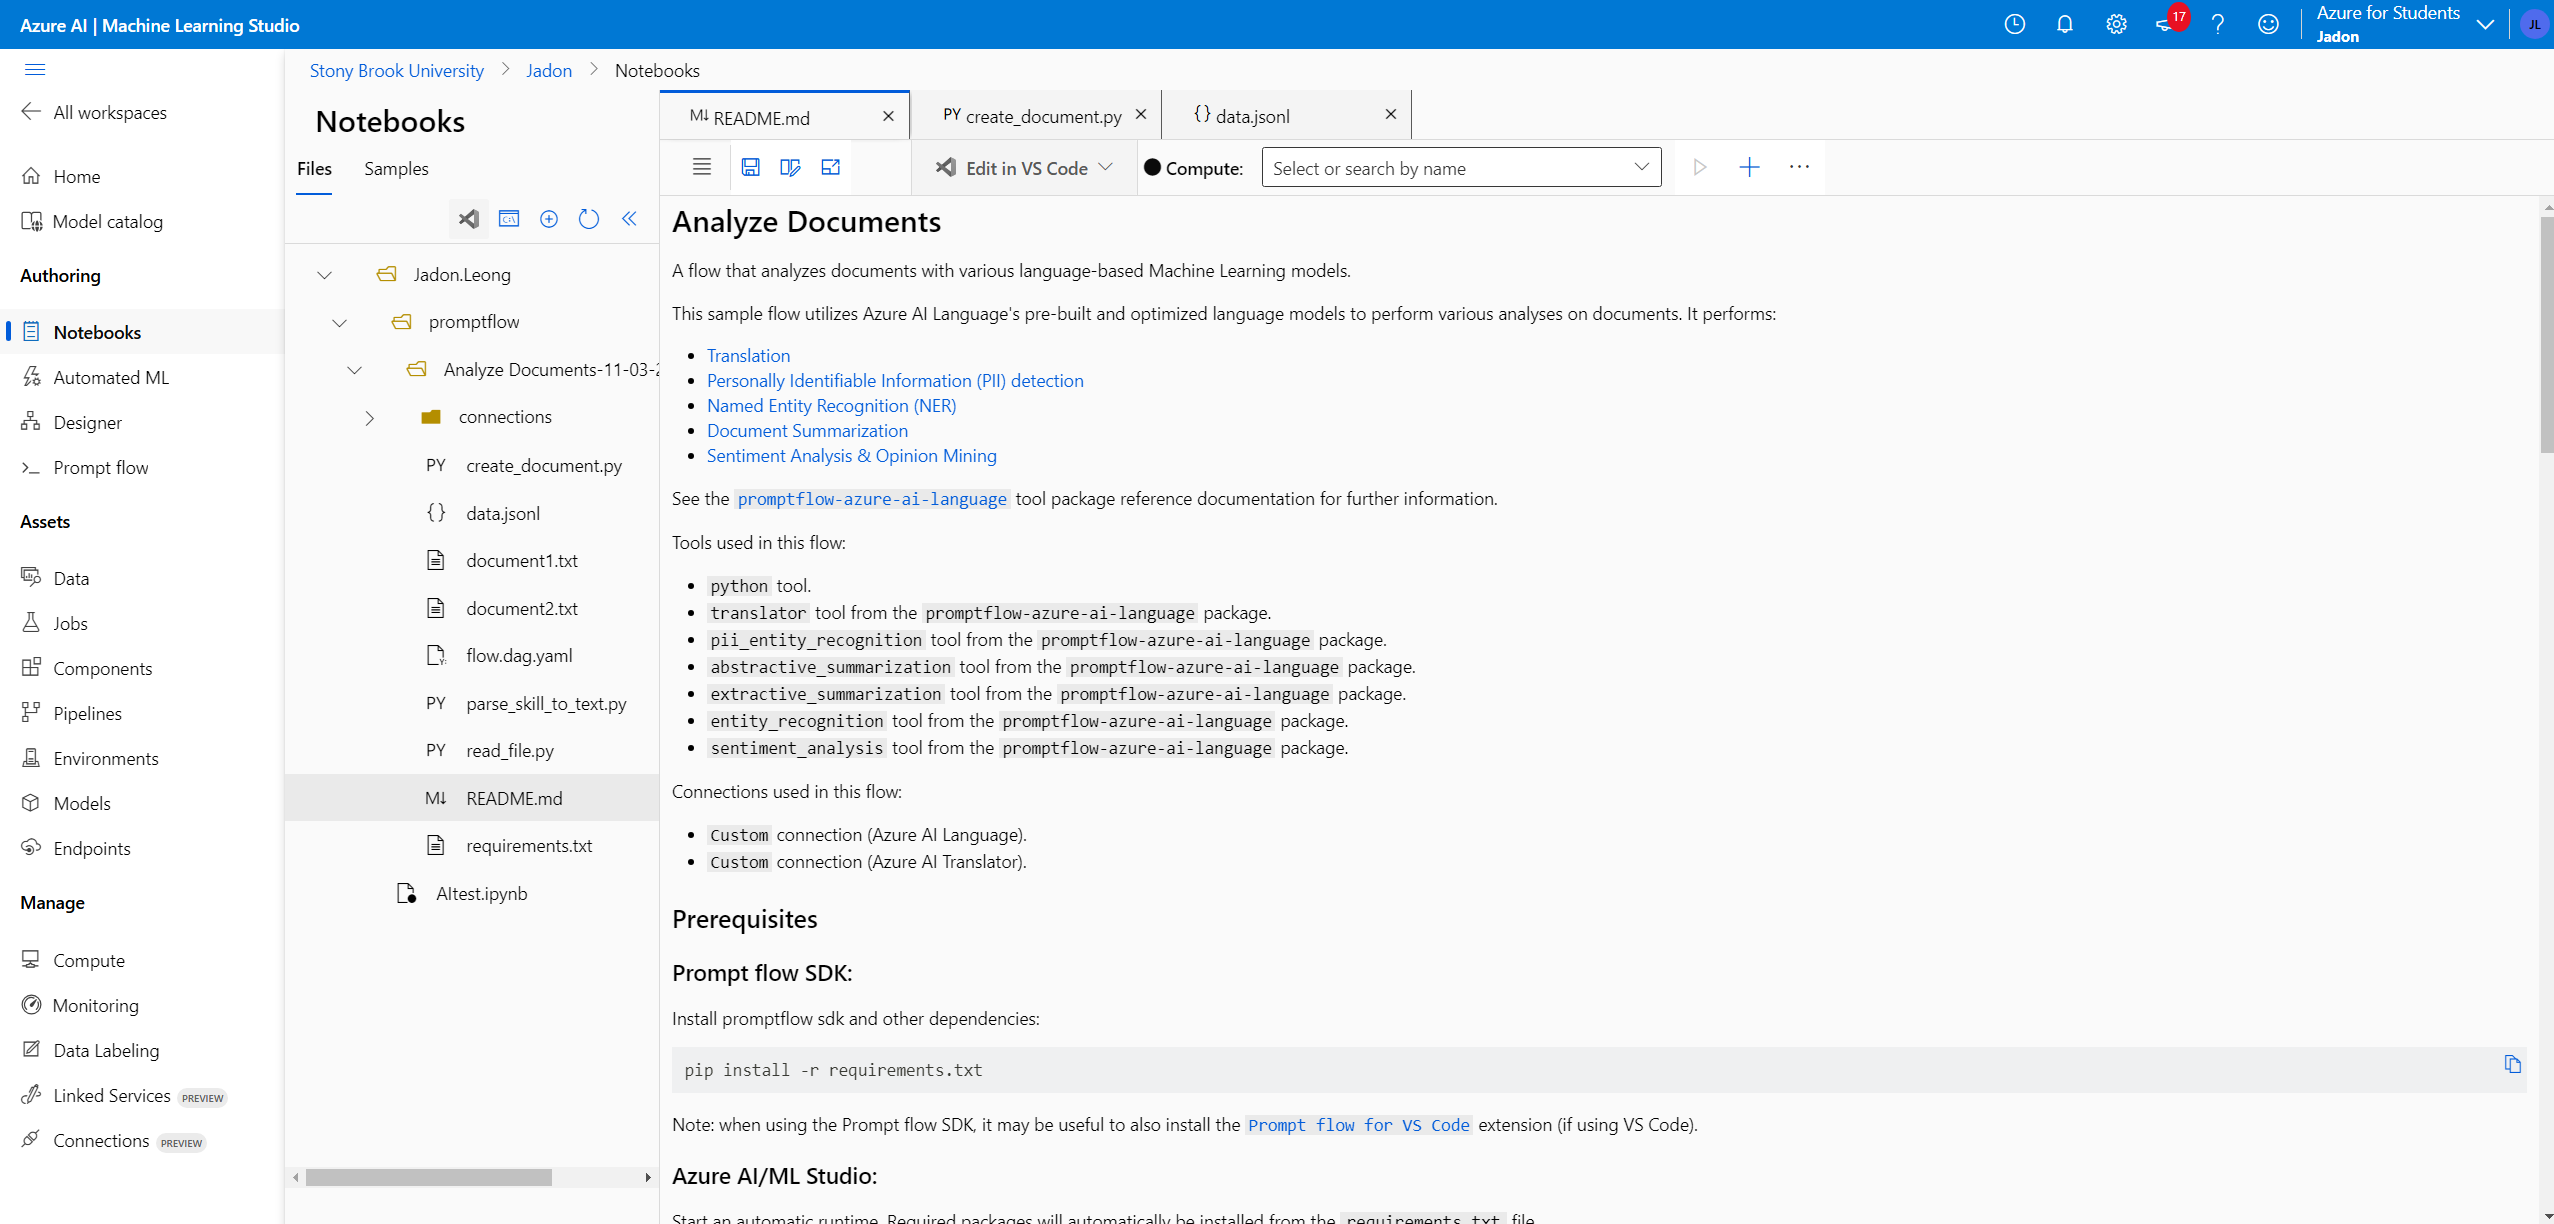 Azure AI | Machine Learning Studio
17
?
Azure for Students
Jadon
JL
All workspaces
Home
Model catalog
Authoring
Notebooks
Automated ML
Designer
Prompt flow
Assets
Data
Jobs
Components
Pipelines
Environments
Models
Endpoints
Manage
Compute
Monitoring
Data Labeling
Linked Services PREVIEW
Connections PREVIEW
Stony Brook University > Jadon > Notebooks
Notebooks
Files Samples
Jadon.Leong
promptflow
Analyze Documents-11-03-2
connections
PY create_document.py
{} data.jsonl
document1.txt
document2.txt
flow.dag.yaml
PY parse_skill_to_text.py
PY read_file.py
M↓ README.md
requirements.txt
AItest.ipynb
M↓ README.md
PY create_document.py
{} data.jsonl
Edit in VS Code
Compute:
Select or search by name
Analyze Documents
A flow that analyzes documents with various language-based Machine Learning models.
This sample flow utilizes Azure AI Language's pre-built and optimized language models to perform various analyses on documents. It performs:
• Translation
• Personally Identifiable Information (PII) detection
• Named Entity Recognition (NER)
• Document Summarization
• Sentiment Analysis & Opinion Mining
See the promptflow-azure-ai-language tool package reference documentation for further information.
Tools used in this flow:
• python tool.
• translator tool from the promptflow-azure-ai-language package.
• pii_entity_recognition tool from the promptflow-azure-ai-language package.
• abstractive_summarization tool from the promptflow-azure-ai-language package.
• extractive_summarization tool from the promptflow-azure-ai-language package.
• entity_recognition tool from the promptflow-azure-ai-language package.
• sentiment_analysis tool from the promptflow-azure-ai-language package.
Connections used in this flow:
• Custom connection (Azure AI Language).
• Custom connection (Azure AI Translator).
Prerequisites
Prompt flow SDK:
Install promptflow sdk and other dependencies:
pip install -r requirements.txt
Note: when using the Prompt flow SDK, it may be useful to also install the Prompt flow for VS Code extension (if using VS Code).
Azure AI/ML Studio:
Start an automatic runtime. Required packages will automatically be installed from the requirements.txt file